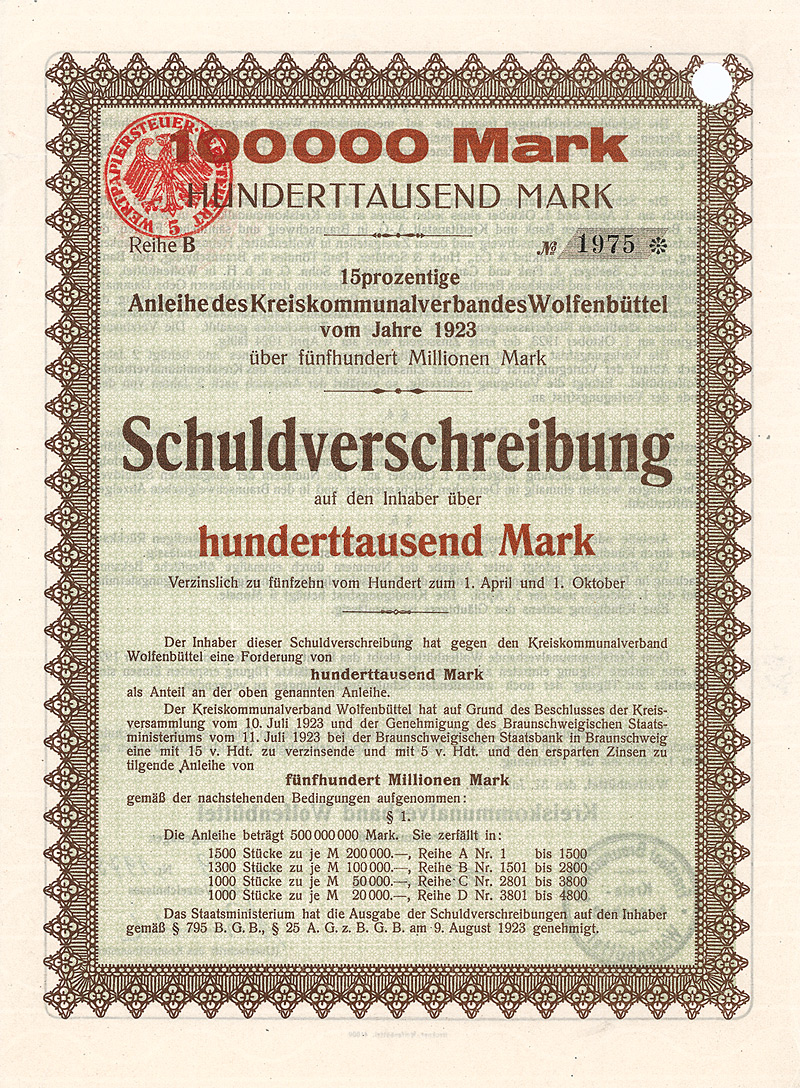 WERTPAPIERSTEUER
5
100000 Mark
HUNDERTTAUSEND MARK
Reihe B
№ 1975 ❊
15prozentige
Anleihe des Kreiskommunalverbandes Wolfenbüttel
vom Jahre 1923
über fünfhundert Millionen Mark
Schuldverschreibung
auf den Inhaber über
hunderttausend Mark
Verzinslich zu fünfzehn vom Hundert zum 1. April und 1. Oktober
Der Inhaber dieser Schuldverschreibung hat gegen den Kreiskommunalverband
Wolfenbüttel eine Forderung von
hunderttausend Mark
als Anteil an der oben genannten Anleihe.
Der Kreiskommunalverband Wolfenbüttel hat auf Grund des Beschlusses der Kreis-
versammlung vom 10. Juli 1923 und der Genehmigung des Braunschweigischen Staats-
ministeriums vom 11. Juli 1923 bei der Braunschweigischen Staatsbank in Braunschweig
eine mit 15 v. Hdt. zu verzinsende und mit 5 v. Hdt. und den ersparten Zinsen zu
tilgende Anleihe von
fünfhundert Millionen Mark
gemäß der nachstehenden Bedingungen aufgenommen:
§ 1.
Die Anleihe beträgt 500 000 000 Mark. Sie zerfällt in:
1500 Stücke zu je M 200 000.—, Reihe A Nr. 1 bis 1500
1300 Stücke zu je M 100 000.—, Reihe B Nr. 1501 bis 2800
1000 Stücke zu je M 50 000.—, Reihe C Nr. 2801 bis 3800
1000 Stücke zu je M 20 000.—, Reihe D Nr. 3801 bis 4800
Das Staatsministerium hat die Ausgabe der Schuldverschreibungen auf den Inhaber
gemäß § 795 B. G. B., § 25 A. G. z. B. G. B. am 9. August 1923 genehmigt.